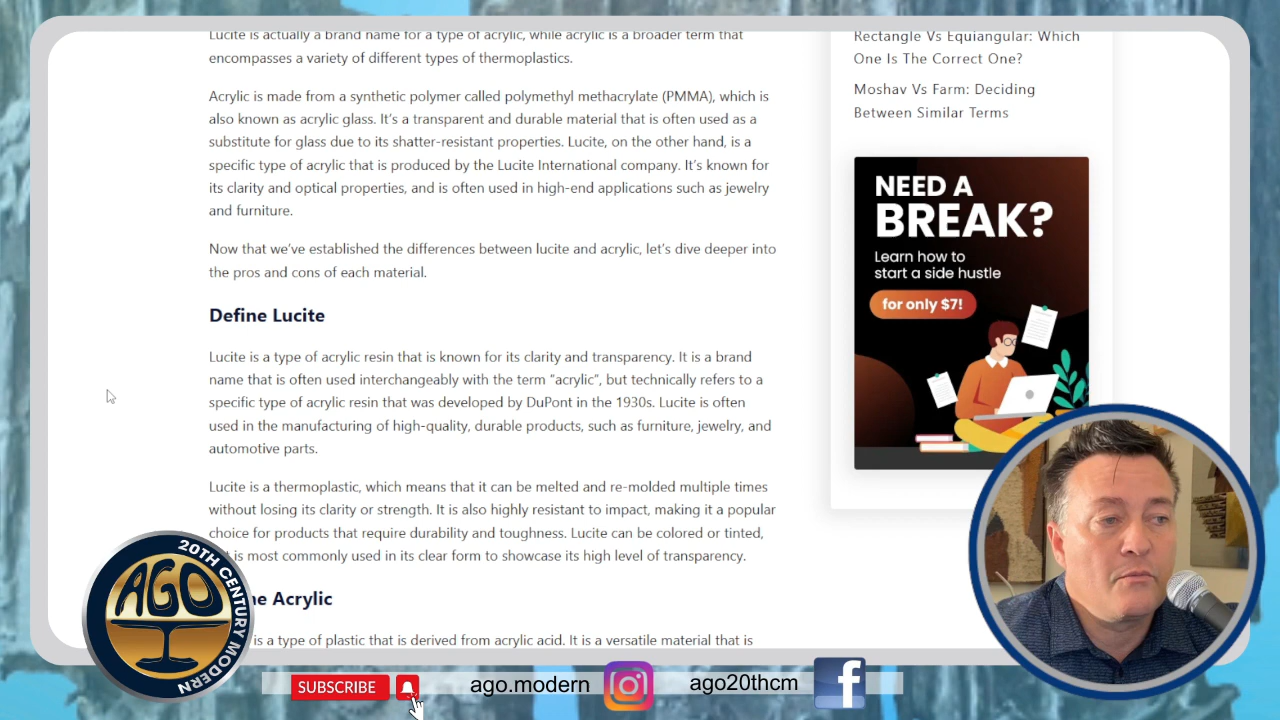 Lucite is actually a brand name for a type of acrylic, while acrylic is a broader term that
encompasses a variety of different types of thermoplastics.
Acrylic is made from a synthetic polymer called polymethyl methacrylate (PMMA), which is
also known as acrylic glass. It's a transparent and durable material that is often used as a
substitute for glass due to its shatter-resistant properties. Lucite, on the other hand, is a
specific type of acrylic that is produced by the Lucite International company. It's known for
its clarity and optical properties, and is often used in high-end applications such as jewelry
and furniture.
Now that we've established the differences between lucite and acrylic, let's dive deeper into
the pros and cons of each material.
Define Lucite
Lucite is a type of acrylic resin that is known for its clarity and transparency. It is a brand
name that is often used interchangeably with the term "acrylic", but technically refers to a
specific type of acrylic resin that was developed by DuPont in the 1930s. Lucite is often
used in the manufacturing of high-quality, durable products, such as furniture, jewelry, and
automotive parts.
Lucite is a thermoplastic, which means that it can be melted and re-molded multiple times
without losing its clarity or strength. It is also highly resistant to impact, making it a popular
choice for products that require durability and toughness. Lucite can be colored or tinted,
is most commonly used in its clear form to showcase its high level of transparency.
Acrylic
is a type of plastic that is derived from acrylic acid. It is a versatile material that is
Rectangle Vs Equiangular: Which
One Is The Correct One?
Moshav Vs Farm: Deciding
Between Similar Terms
NEED A
BREAK?
Learn how to
start a side hustle
for only $7!
20TH CENTURY MODERN
AGO
SUBSCRIBE
ago.modern
ago20thcm
f